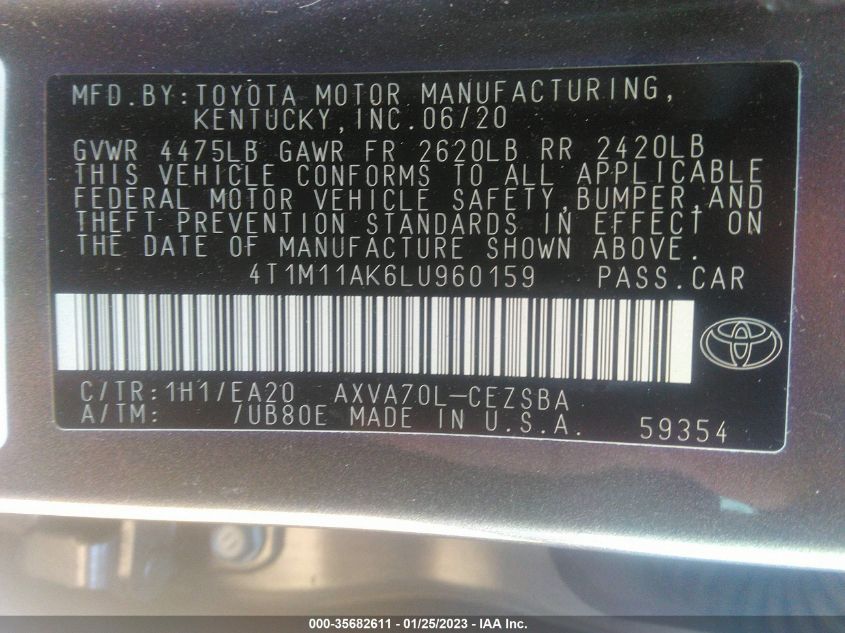 MFD.BY:TOYOTA MOTOR MANUFACTURING,
KENTUCKY,INC.06/20
GVWR 4475LB GAWR FR 2620LB RR 2420LB
THIS VEHICLE CONFORMS TO ALL APPLICABLE
FEDERAL MOTOR VEHICLE SAFETY,BUMPER,AND
THEFT PREVENTION STANDARDS IN EFFECT ON
THE DATE OF MANUFACTURE SHOWN ABOVE.
4T1M11AK6LU960159 PASS.CAR
C/TR:1H1/EA20 AXVA70L-CEZSBA
A/TM: /UB80E MADE IN U.S.A. 59354
000-35682611 - 01/25/2023 - IAA Inc.